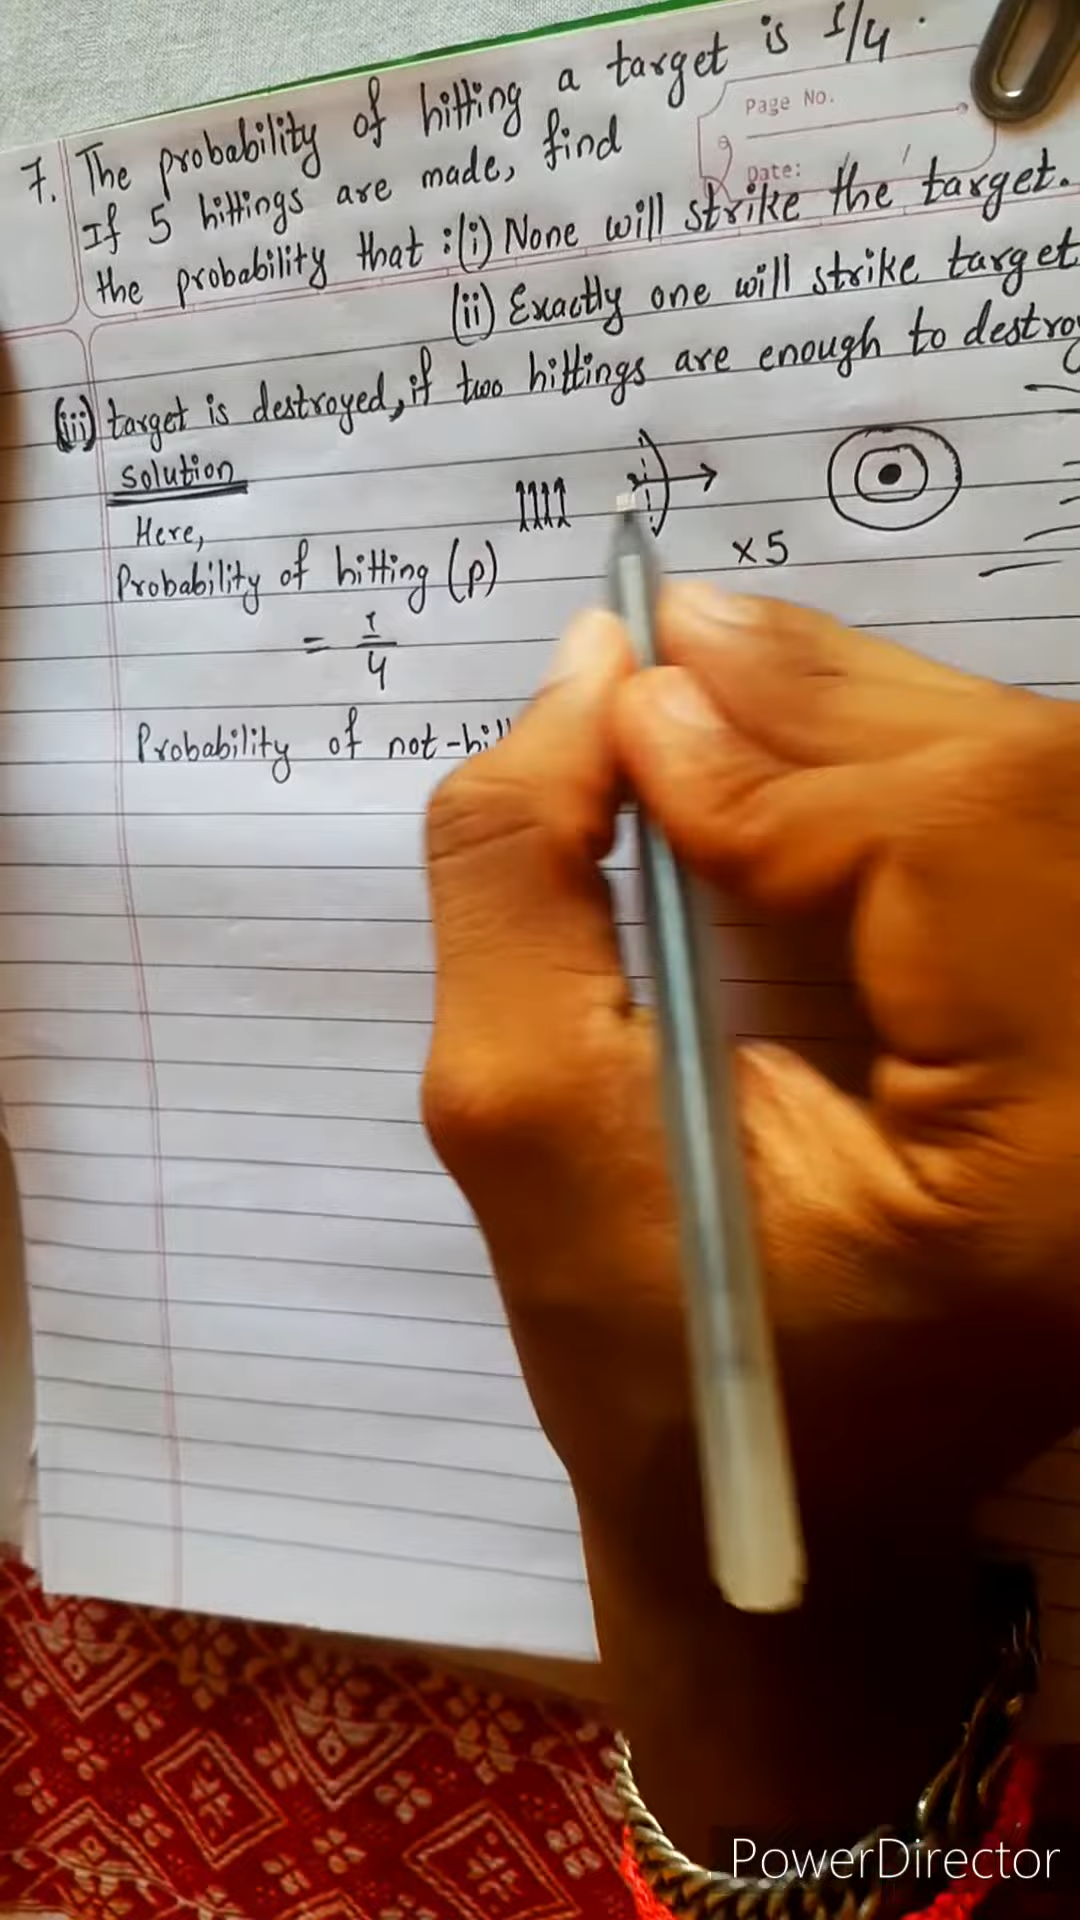 7. The probability of hitting a target is 1/4.
Page No.
If 5 hittings are made, find
Date:
the probability that :(i) None will strike the target.
(ii) Exactly one will strike target
(iii) target is destroyed, if two hittings are enough to destroy
Solution
Here,
Probability of hitting (p)
×5
= 1/4
Probability of not-
PowerDirector